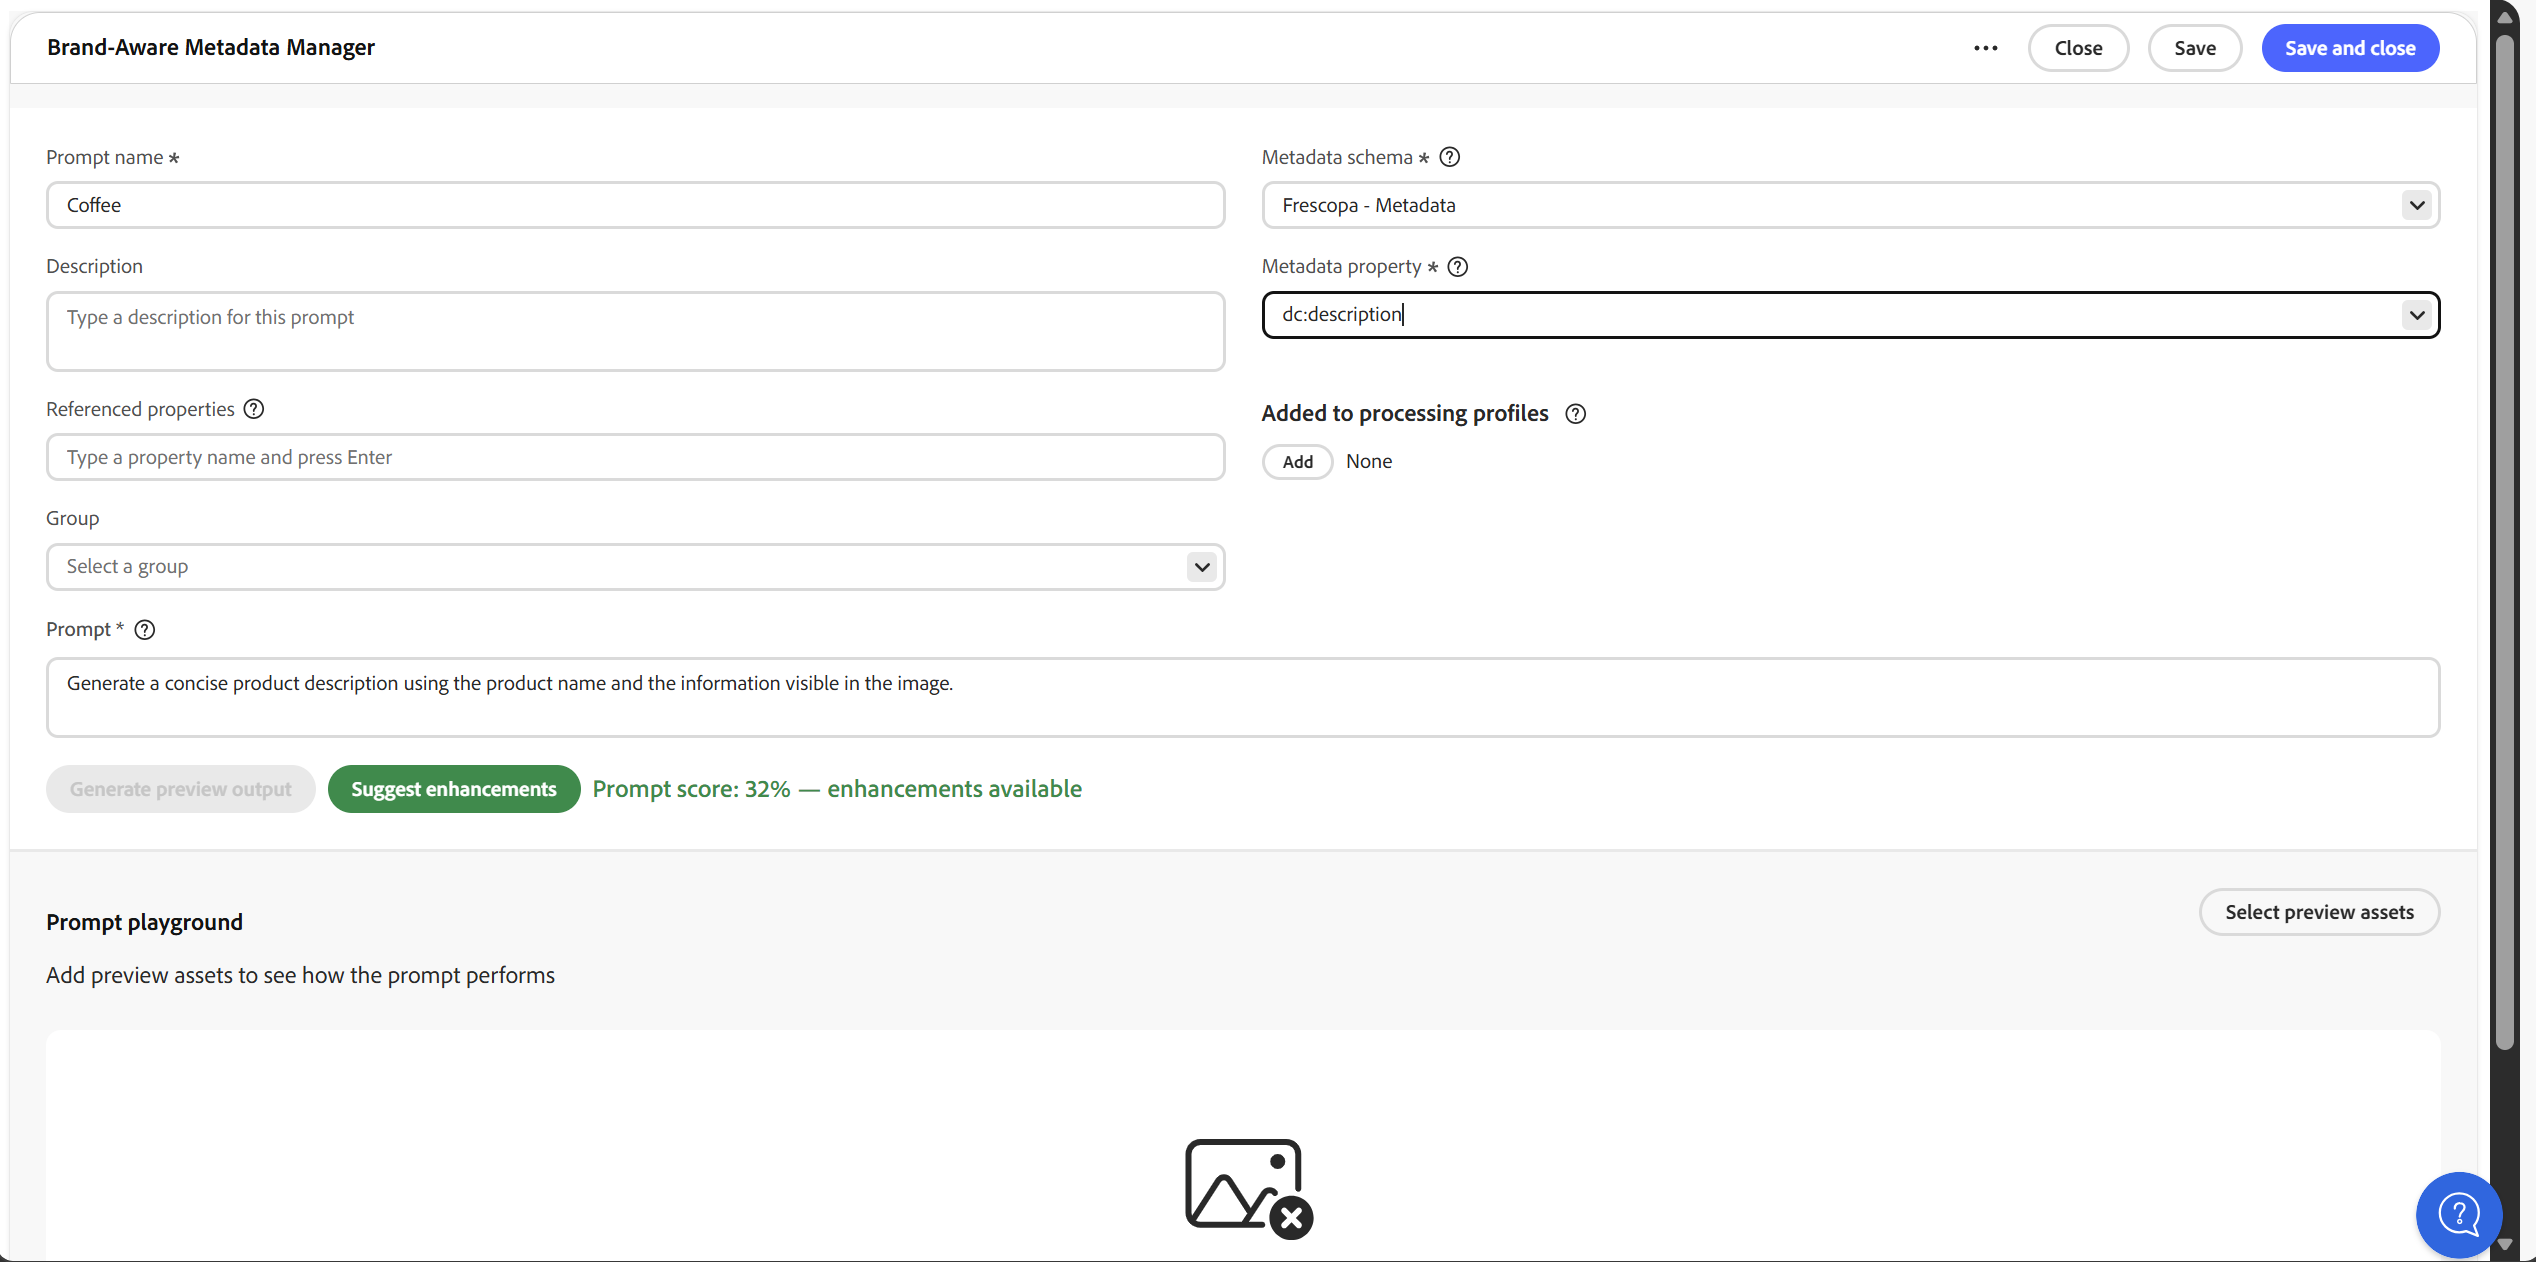 Brand-Aware Metadata Manager
Close
Save
Save and close
Prompt name *
Coffee
Metadata schema *
Frescopa - Metadata
Description
Type a description for this prompt
Metadata property *
dc:description
Referenced properties
Type a property name and press Enter
Added to processing profiles
Add
None
Group
Select a group
Prompt *
Generate a concise product description using the product name and the information visible in the image.
Generate preview output
Suggest enhancements
Prompt score: 32% — enhancements available
Prompt playground
Select preview assets
Add preview assets to see how the prompt performs